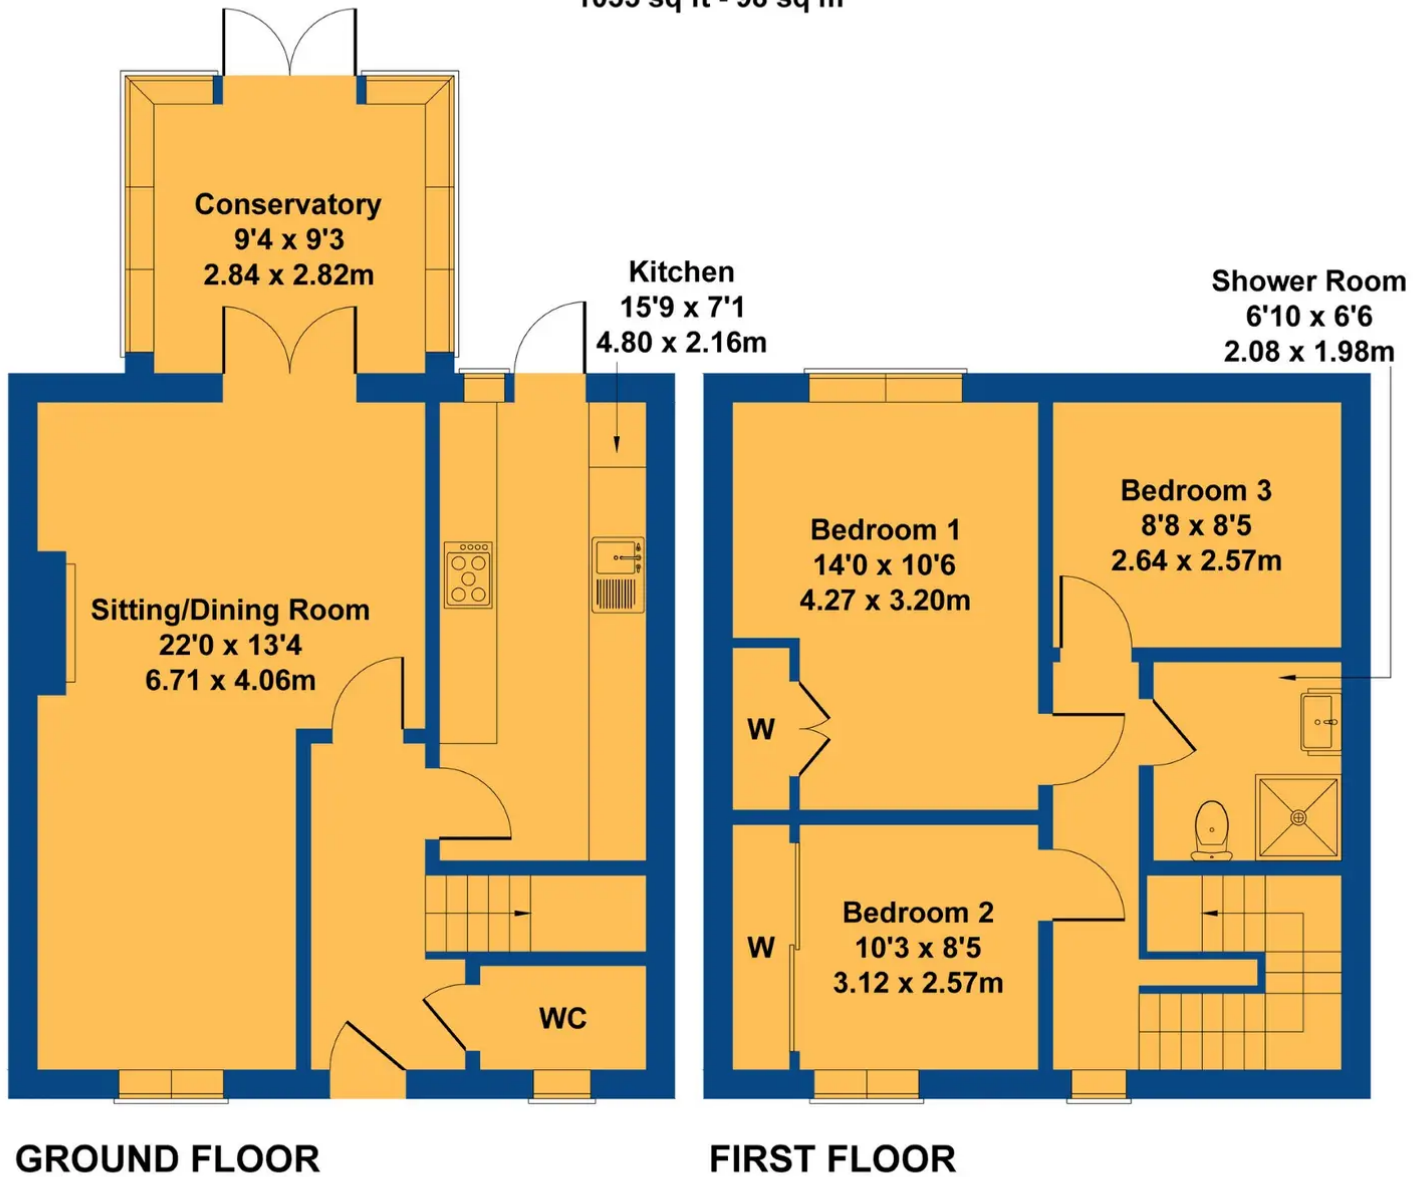 Conservatory
9'4 x 9'3
2.84 x 2.82m
Kitchen
15'9 x 7'1
4.80 x 2.16m
Sitting/Dining Room
22'0 x 13'4
6.71 x 4.06m
WC
GROUND FLOOR
Shower Room
6'10 x 6'6
2.08 x 1.98m
Bedroom 3
8'8 x 8'5
2.64 x 2.57m
Bedroom 1
14'0 x 10'6
4.27 x 3.20m
W
W
Bedroom 2
10'3 x 8'5
3.12 x 2.57m
FIRST FLOOR